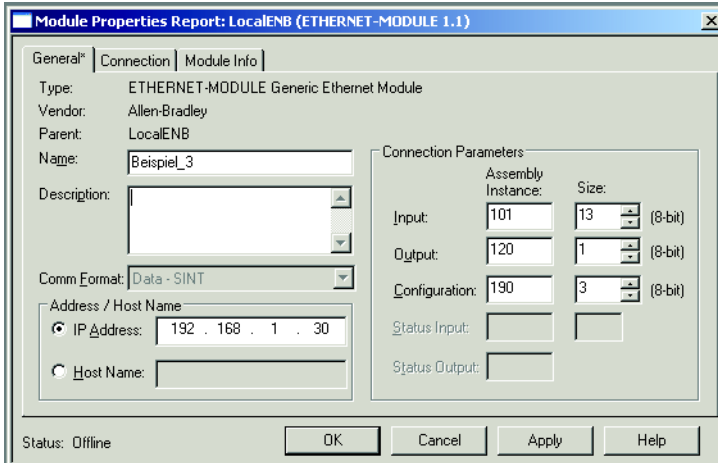 Module Properties Report: LocalENB (ETHERNET-MODULE 1.1)
General* Connection Module Info
Type: ETHERNET-MODULE Generic Ethernet Module
Vendor: Allen-Bradley
Parent: LocalENB
Name: Beispiel_3
Description:
Comm Format: Data - SINT
Address / Host Name
IP Address: 192 . 168 . 1 . 30
Host Name:
Connection Parameters
Assembly
Instance: Size:
Input: 101 13 (8-bit)
Output: 120 1 (8-bit)
Configuration: 190 3 (8-bit)
Status Input:
Status Output:
Status: Offline OK Cancel Apply Help